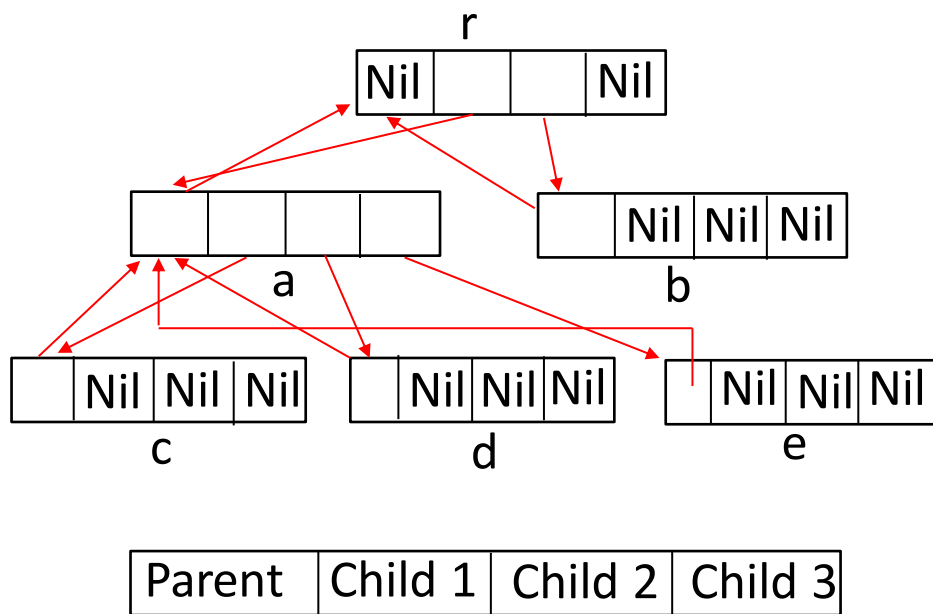 r
Nil Nil
a
Nil Nil Nil
b
Nil Nil Nil
c
Nil Nil Nil
d
Nil Nil Nil
e
Parent Child 1 Child 2 Child 3